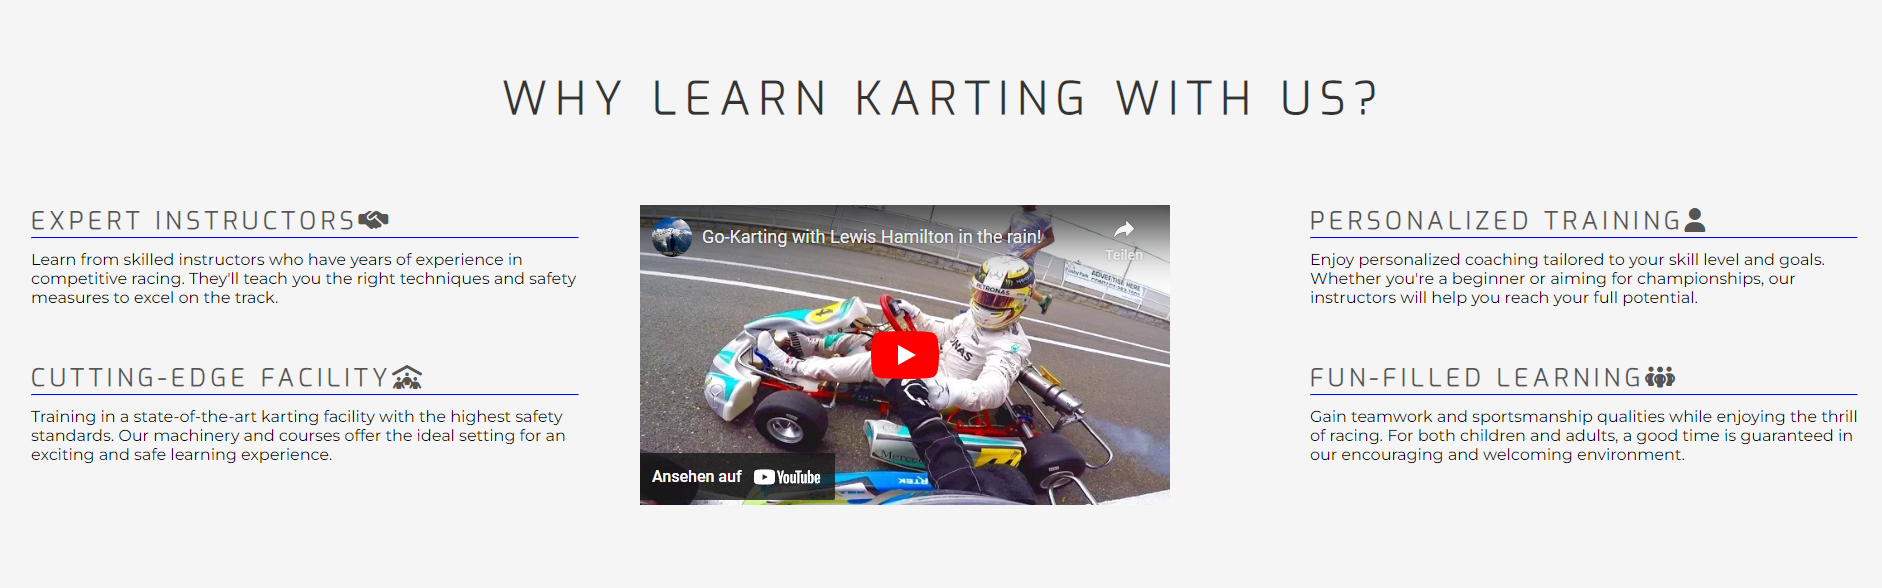 WHY LEARN KARTING WITH US?
EXPERT INSTRUCTORS
Learn from skilled instructors who have years of experience in
competitive racing. They'll teach you the right techniques and safety
measures to excel on the track.
CUTTING-EDGE FACILITY
Training in a state-of-the-art karting facility with the highest safety
standards. Our machinery and courses offer the ideal setting for an
exciting and safe learning experience.
Go-Karting with Lewis Hamilton in the rain!
Teilen
ADVERTISE HERE
PETRONAS
4
Ansehen auf YouTube
PERSONALIZED TRAINING
Enjoy personalized coaching tailored to your skill level and goals.
Whether you're a beginner or aiming for championships, our
instructors will help you reach your full potential.
FUN-FILLED LEARNING
Gain teamwork and sportsmanship qualities while enjoying the thrill
of racing. For both children and adults, a good time is guaranteed in
our encouraging and welcoming environment.